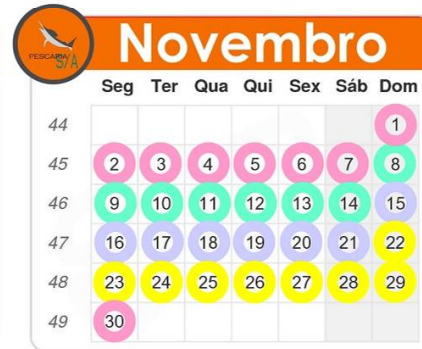 PESCARIA
S/A
Novembro
Seg Ter Qua Qui Sex Sáb Dom
44 1
45 2 3 4 5 6 7 8
46 9 10 11 12 13 14 15
47 16 17 18 19 20 21 22
48 23 24 25 26 27 28 29
49 30